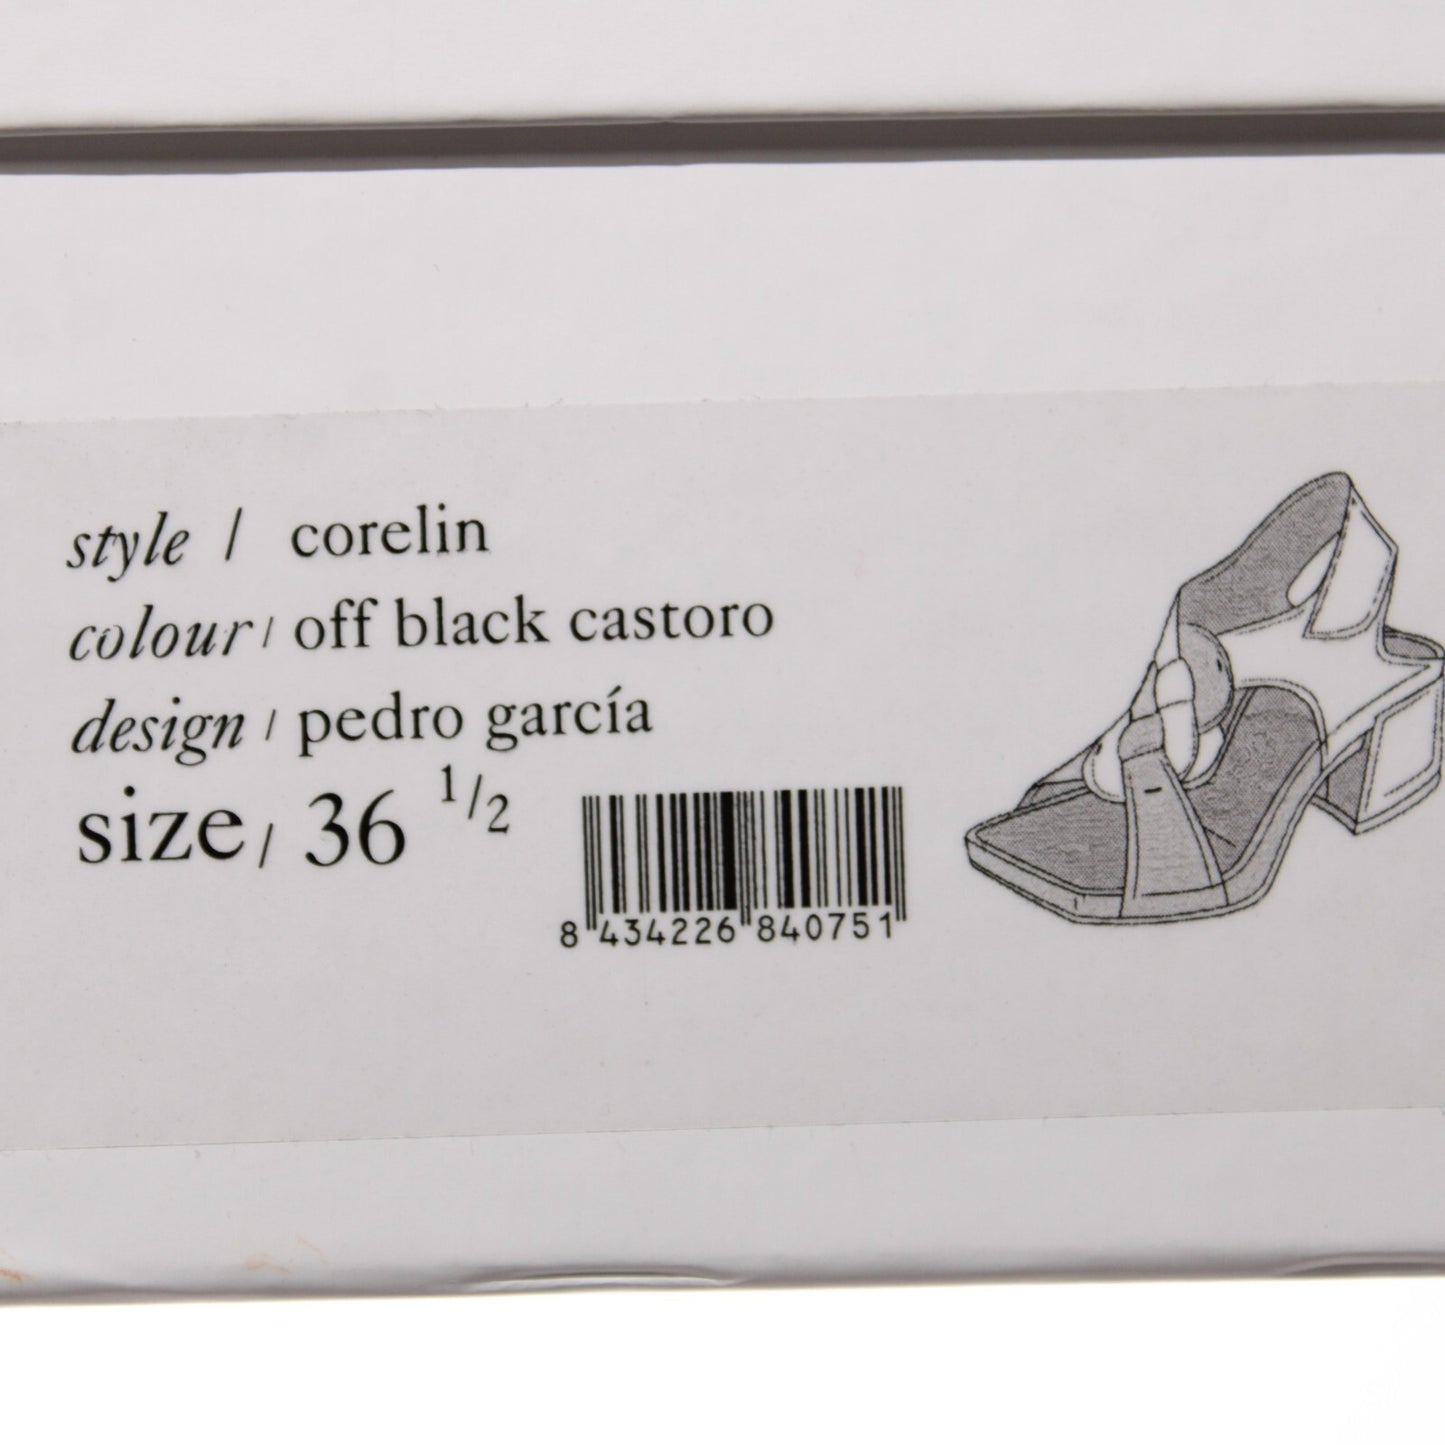 style / corelin
colour / off black castoro
design / pedro garcía
size / 36 1/2
8 434226 840751